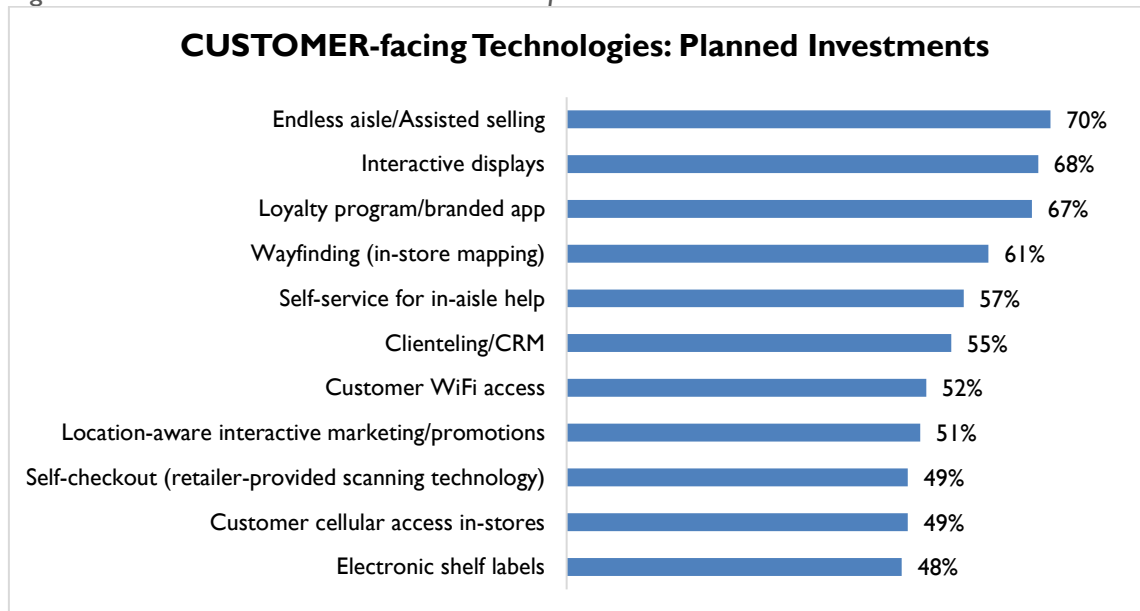 CUSTOMER-facing Technologies: Planned Investments
Endless aisle/Assisted selling 70%
Interactive displays 68%
Loyalty program/branded app 67%
Wayfinding (in-store mapping) 61%
Self-service for in-aisle help 57%
Clienteling/CRM 55%
Customer WiFi access 52%
Location-aware interactive marketing/promotions 51%
Self-checkout (retailer-provided scanning technology) 49%
Customer cellular access in-stores 49%
Electronic shelf labels 48%